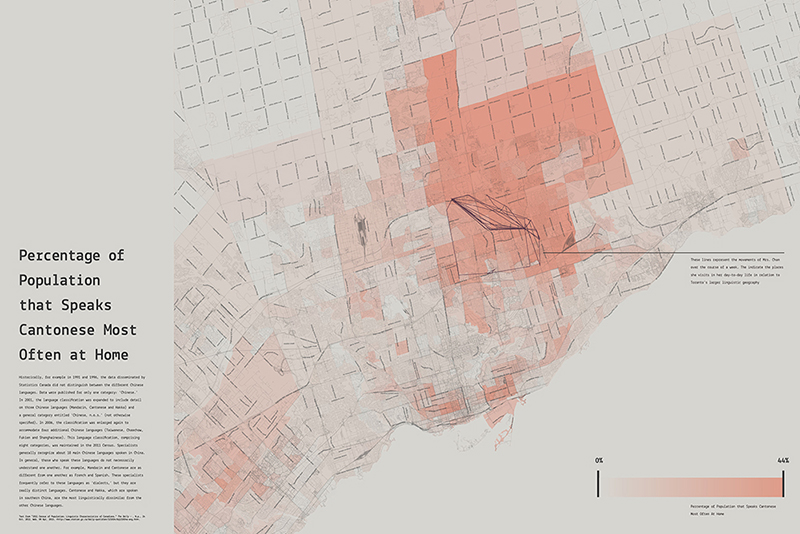 Percentage of
Population
that Speaks
Cantonese Most
Often at Home
Historically, for example in 1991 and 1996, the data disseminated by
Statistics Canada did not distinguish between the different Chinese
languages. Data were published for only one category: 'Chinese.'
In 2001, the language classification was expanded to include detail
on three Chinese languages (Mandarin, Cantonese and Hakka) and
a general category entitled 'Chinese, n.o.s.' (not otherwise
specified). In 2006, the classification was enlarged again to
accommodate four additional Chinese languages (Taiwanese, Chaochow,
Fukien and Shanghainese). This language classification, comprising
eight categories, was maintained in the 2011 Census. Specialists
generally recognize about 10 main Chinese languages spoken in China.
In general, those who speak these languages do not necessarily
understand one another. For example, Mandarin and Cantonese are as
different from one another as French and Spanish. These specialists
frequently refer to these languages as 'dialects,' but they are
really distinct languages. Cantonese and Hakka, which are spoken
in southern China, are the most linguistically dissimilar from the
other Chinese languages.
These lines represent the movements of Mrs. Chan
over the course of a week. The indicate the places
she visits in her day-to-day life in relation to
Toronto's larger linguistic geography
0%
44%
Percentage of Population that Speaks Cantonese
Most Often At Home